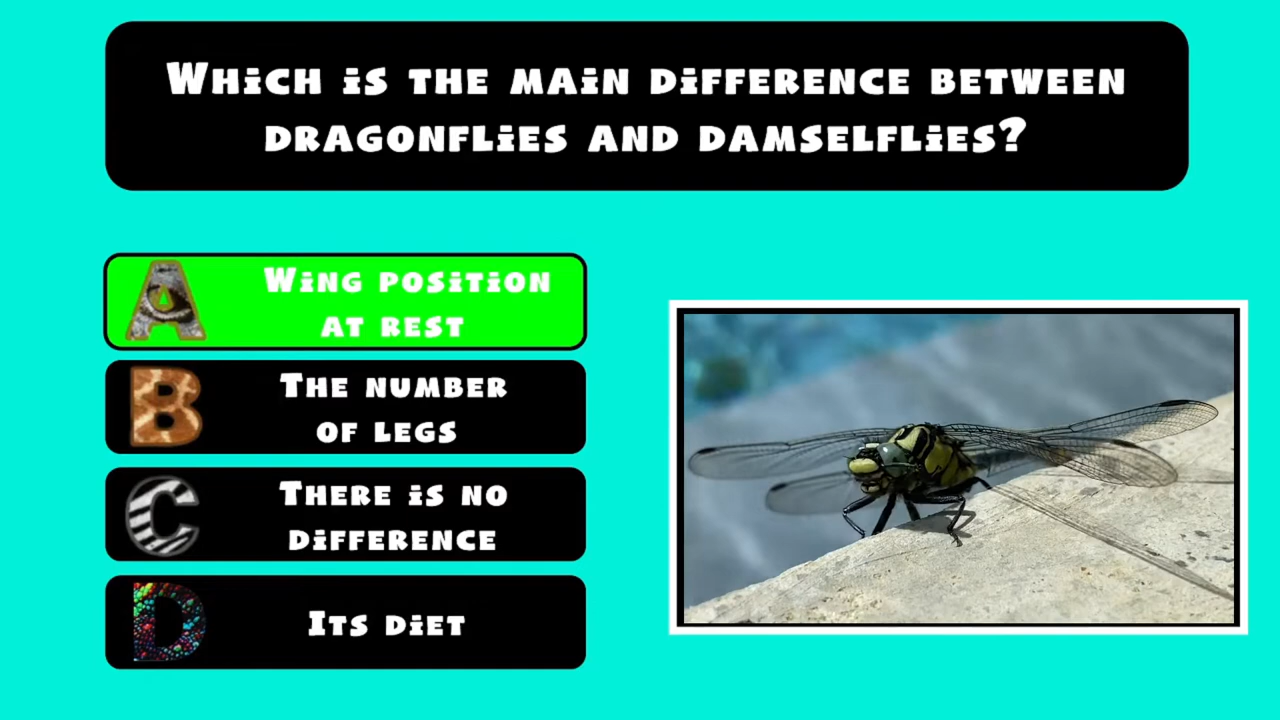 Which is the main difference between
dragonflies and damselflies?
A Wing position
at rest
B The number
of legs
C There is no
difference
D Its diet